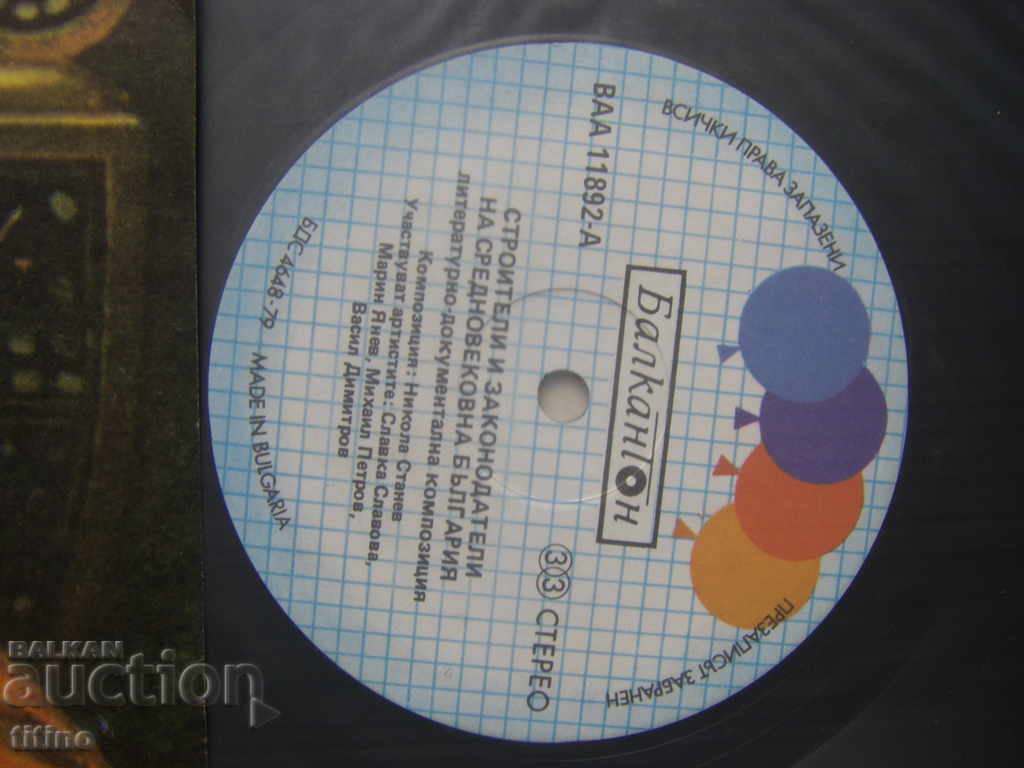 ВСИЧКИ ПРАВА ЗАПАЗЕНИ
ПРЕЗАПИСЪТ ЗАБРАНЕН
Балкантон
ВАА 11892-А
33 СТЕРЕО
СТРОИТЕЛИ И ЗАКОНОДАТЕЛИ
НА СРЕДНОВЕКОВНА БЪЛГАРИЯ
литературно-документална композиция
Композиция: Никола Станев
Участвуват артистите: Славка Славова,
Марин Янев, Михаил Петров,
Васил Димитров
БДС 4648-79 MADE IN BULGARIA
BALKAN
auction
titino